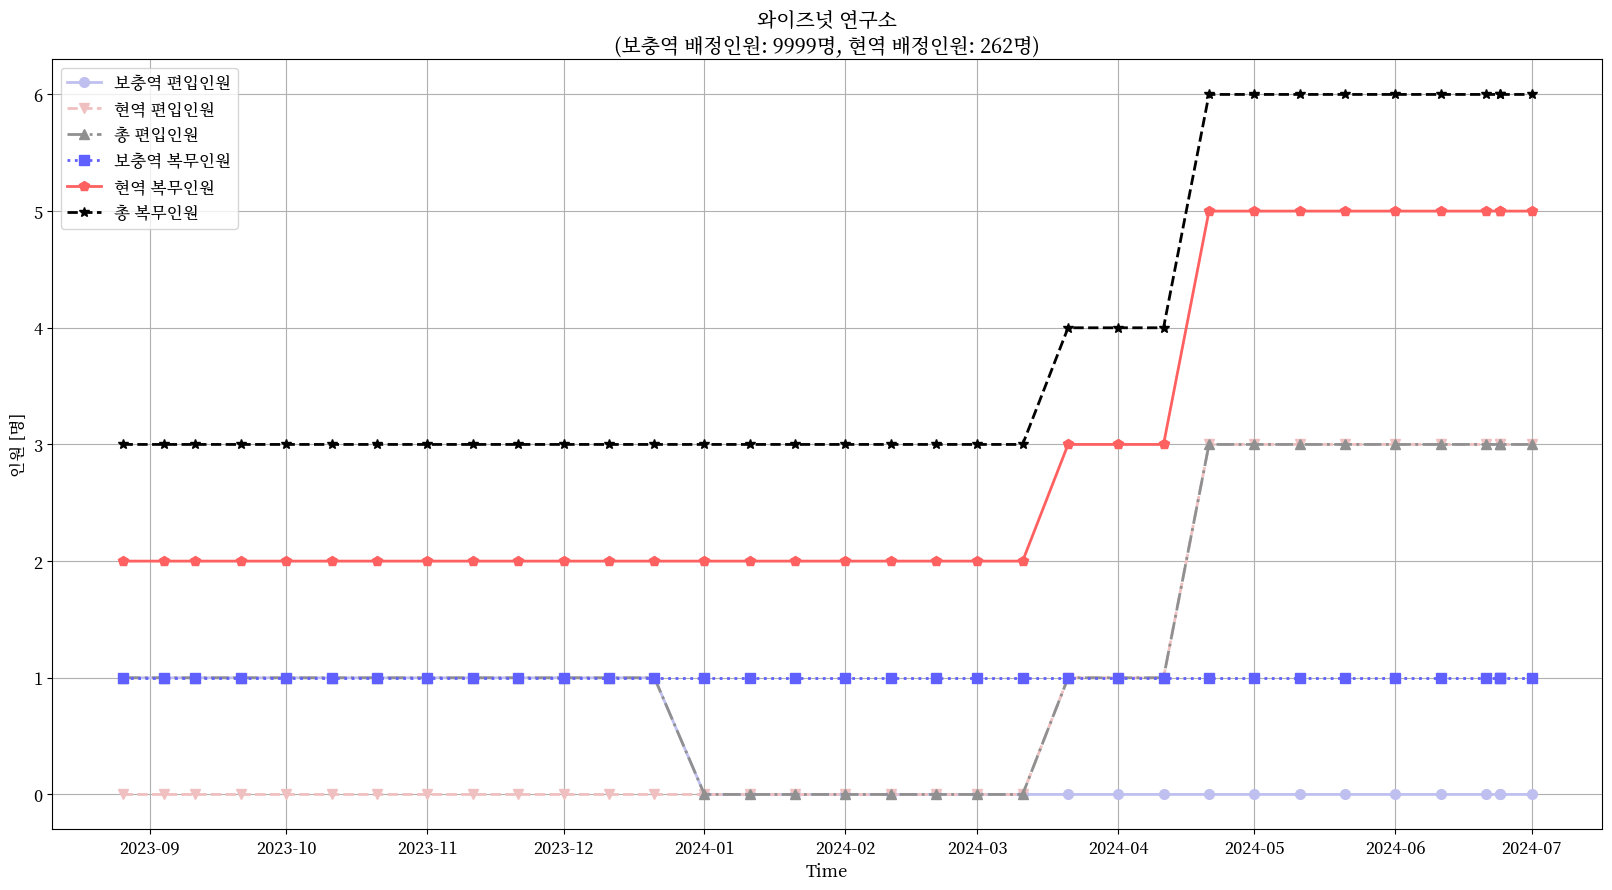 와이즈넛 연구소
(보충역 배정인원: 9999명, 현역 배정인원: 262명)
보충역 편입인원
현역 편입인원
총 편입인원
보충역 복무인원
현역 복무인원
총 복무인원
6
5
4
3
2
1
0
인원 [명]
2023-09 2023-10 2023-11 2023-12 2024-01 2024-02 2024-03 2024-04 2024-05 2024-06 2024-07
Time